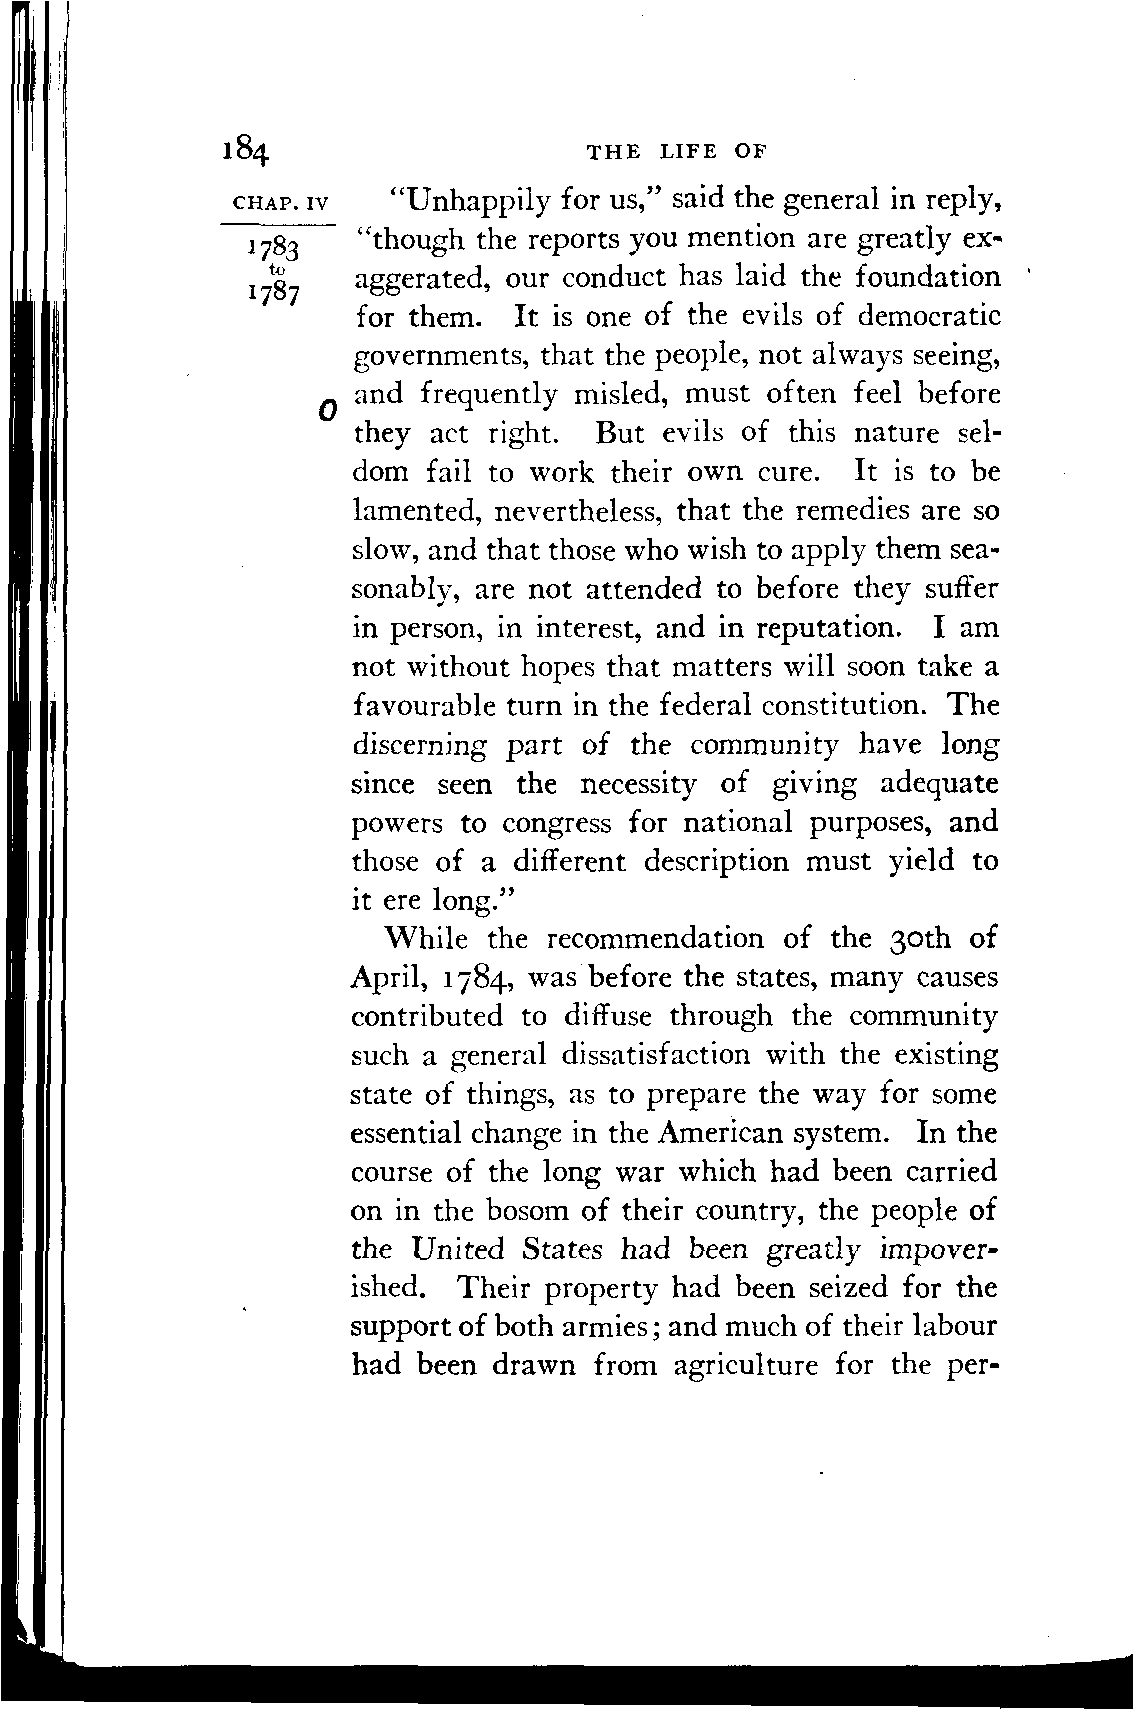 184 THE LIFE OF
CHAP. IV
1783
to
1787
“Unhappily for us,” said the general in reply,
“though the reports you mention are greatly ex-
aggerated, our conduct has laid the foundation
for them. It is one of the evils of democratic
governments, that the people, not always seeing,
and frequently misled, must often feel before
they act right. But evils of this nature sel-
dom fail to work their own cure. It is to be
lamented, nevertheless, that the remedies are so
slow, and that those who wish to apply them sea-
sonably, are not attended to before they suffer
in person, in interest, and in reputation. I am
not without hopes that matters will soon take a
favourable turn in the federal constitution. The
discerning part of the community have long
since seen the necessity of giving adequate
powers to congress for national purposes, and
those of a different description must yield to
it ere long.”
While the recommendation of the 30th of
April, 1784, was before the states, many causes
contributed to diffuse through the community
such a general dissatisfaction with the existing
state of things, as to prepare the way for some
essential change in the American system. In the
course of the long war which had been carried
on in the bosom of their country, the people of
the United States had been greatly impover-
ished. Their property had been seized for the
support of both armies; and much of their labour
had been drawn from agriculture for the per-